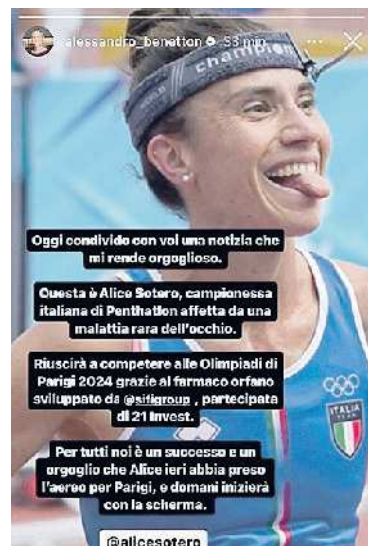 alessandro_benetton 53 min
champion
Oggi condivido con voi una notizia che
mi rende orgoglioso.
Questa è Alice Sotero, campionessa
italiana di Penthatlon affetta da una
malattia rara dell'occhio.
Riuscirà a competere alle Olimpiadi di
Parigi 2024 grazie al farmaco orfano
sviluppato da @sifigroup , partecipata
di 21 Invest.
ITALIA
TEAM
Per tutti noi è un successo e un
orgoglio che Alice ieri abbia preso
l'aereo per Parigi, e domani inizierà
con la scherma.
@alicesotero